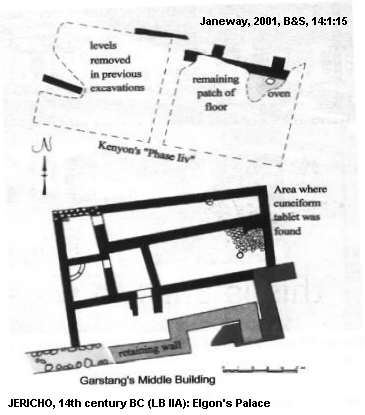 Janeway, 2001, B&S, 14:1:15
levels
removed
in previous
excavations
remaining
patch of
floor
oven
Kenyon's "Phase liv"
N
Area where
cuneiform
tablet was
found
retaining wall
Garstang's Middle Building
JERICHO, 14th century BC (LB IIA): Elgon's Palace